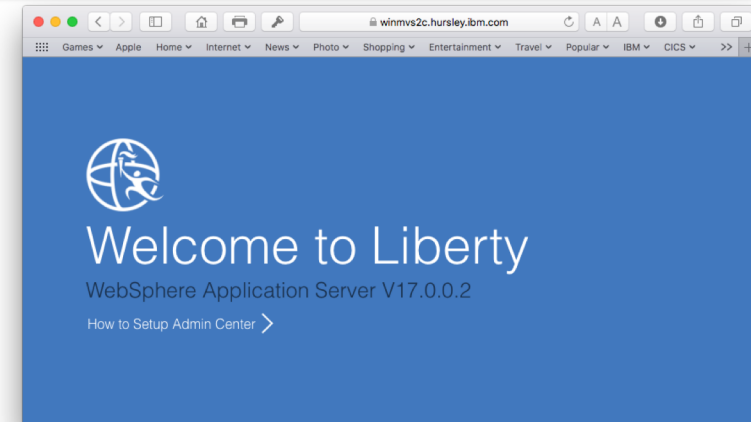 winmvs2c.hursley.ibm.com A A
Games Apple Home Internet News Photo Shopping Entertainment Travel Popular IBM CICS >> +
Welcome to Liberty
WebSphere Application Server V17.0.0.2
How to Setup Admin Center